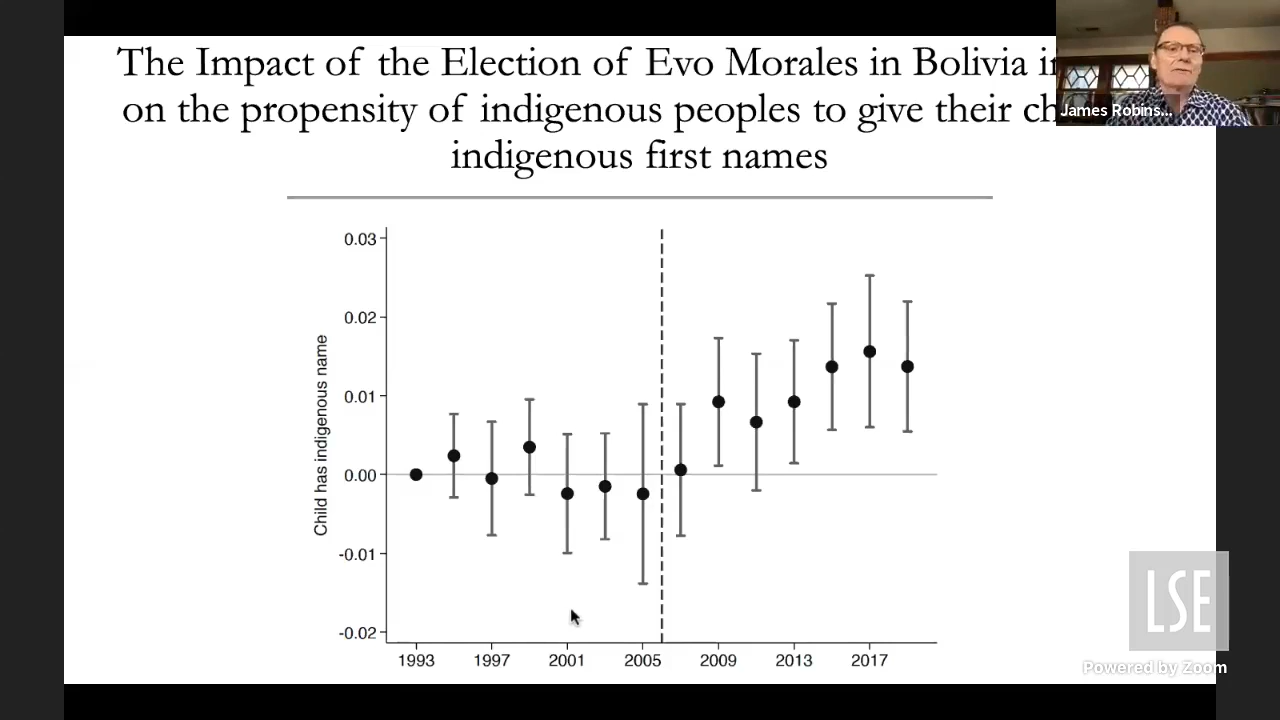 The Impact of the Election of Evo Morales in Bolivia
on the propensity of indigenous peoples to give their
indigenous first names
James Robins...
0.03
0.02
0.01
0.00
-0.01
-0.02
Child has indigenous name
1993
1997
2001
2005
2009
2013
2017
LSE
Powered by Zoom